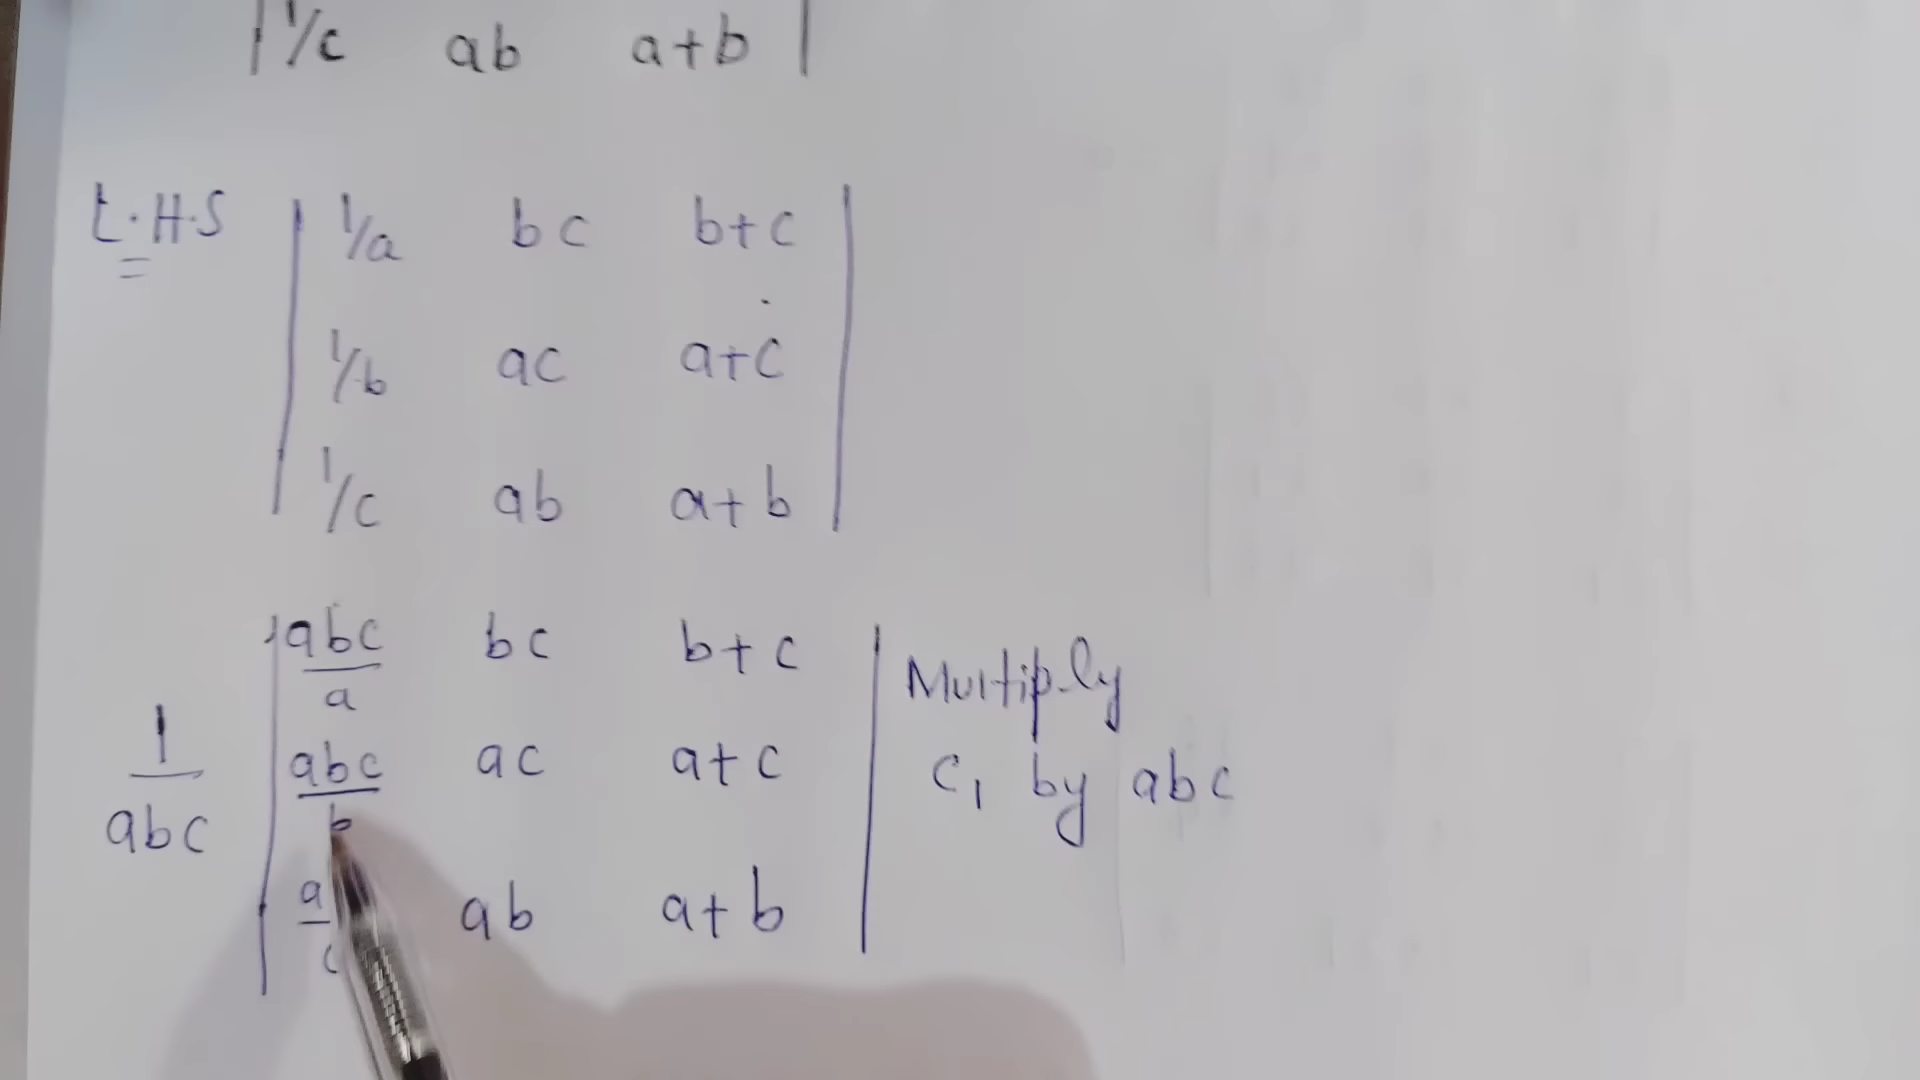 | 1/c ab a+b |
L.H.S | 1/a bc b+c |
1/b ac a+c
1/c ab a+b
1/abc | abc/a bc b+c | Multiply
abc/b ac a+c C₁ by abc
a c ab a+b